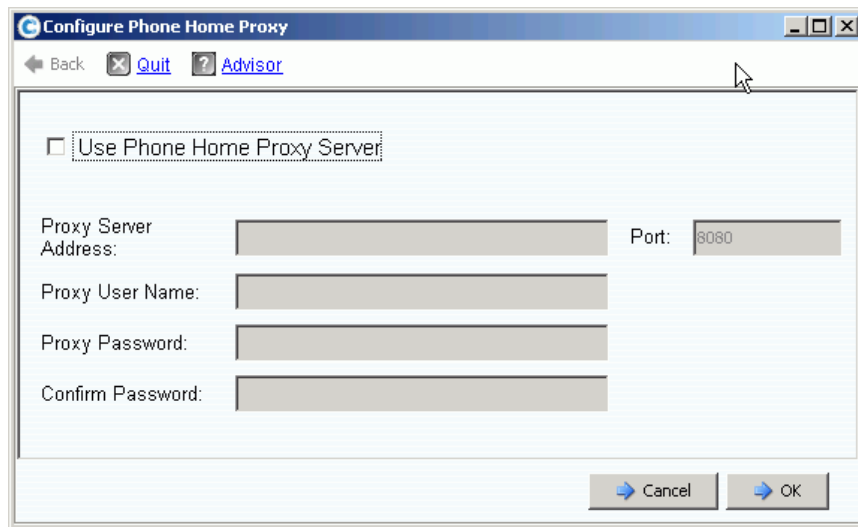 Configure Phone Home Proxy
Back Quit ? Advisor
Use Phone Home Proxy Server
Proxy Server Address:
Port: 8080
Proxy User Name:
Proxy Password:
Confirm Password:
Cancel OK